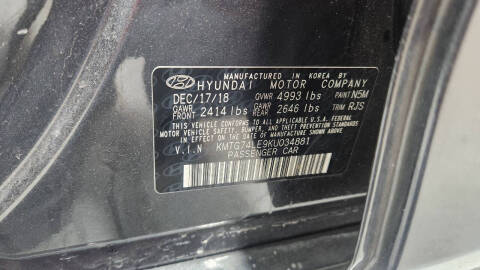 MANUFACTURED IN KOREA BY
HYUNDAI MOTOR COMPANY
DEC/17/18 GVWR 4993 lbs PAINT N5M
GAWR FRONT 2414 lbs GAWR REAR 2646 lbs TRIM RJS
THIS VEHICLE CONFORMS TO ALL APPLICABLE U.S.A. FEDERAL
MOTOR VEHICLE SAFETY, BUMPER, AND THEFT PREVENTION STANDARDS
IN EFFECT ON THE DATE OF MANUFACTURE SHOWN ABOVE.
V.I.N. KMTG74LE9KU034881
PASSENGER CAR